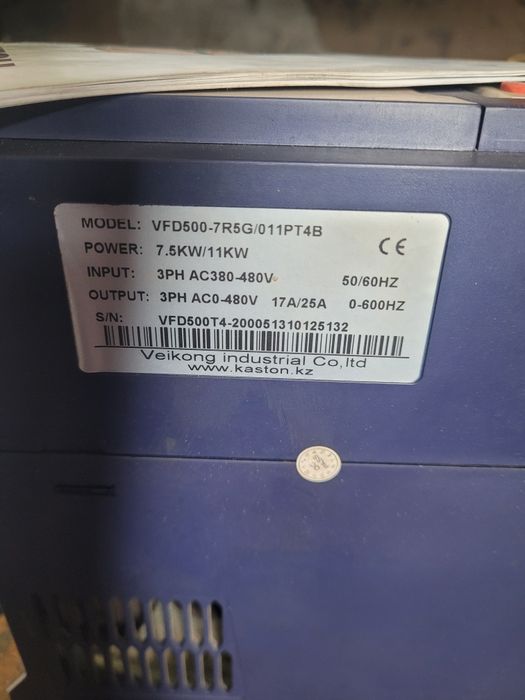 MODEL: VFD500-7R5G/011PT4B
POWER: 7.5KW/11KW
CE
INPUT: 3PH AC380-480V 50/60HZ
OUTPUT: 3PH AC0-480V 17A/25A 0-600HZ
S/N: VFD500T4-200051310125132
Veikong industrial Co,ltd
www.kaston.kz